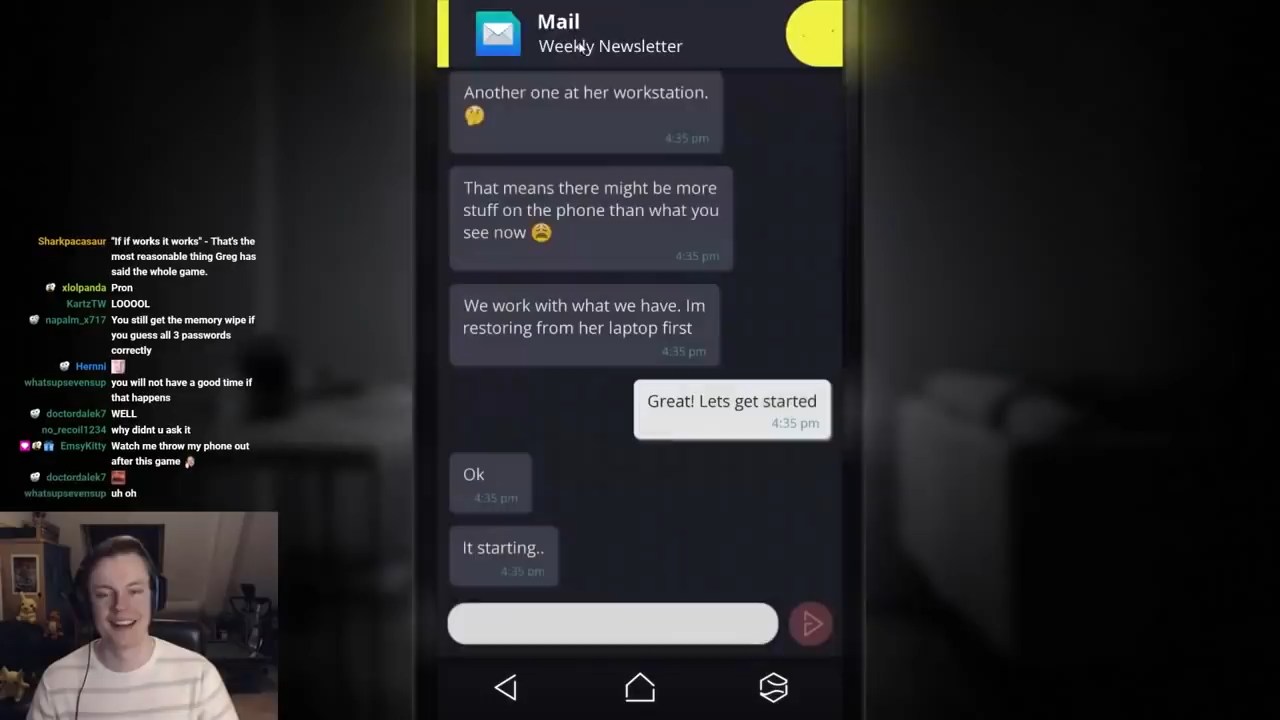 Mail
Weekly Newsletter
Another one at her workstation.
🤔
4:35 pm
That means there might be more
stuff on the phone than what you
see now 😩
4:35 pm
We work with what we have. Im
restoring from her laptop first
4:35 pm
Great! Lets get started
4:35 pm
Ok
4:35 pm
It starting..
4:35 pm
Sharkpacasaur "If if works it works" - That's the
most reasonable thing Greg has
said the whole game.
xlolpanda Pron
KartzTW LOOOOL
napalm_x717 You still get the memory wipe if
you guess all 3 passwords
correctly
Hernni
whatsupsevensup you will not have a good time if
that happens
doctordalek7 WELL
no_recoil1234 why didnt u ask it
EmsyKitty Watch me throw my phone out
after this game
doctordalek7
whatsupsevensup uh oh